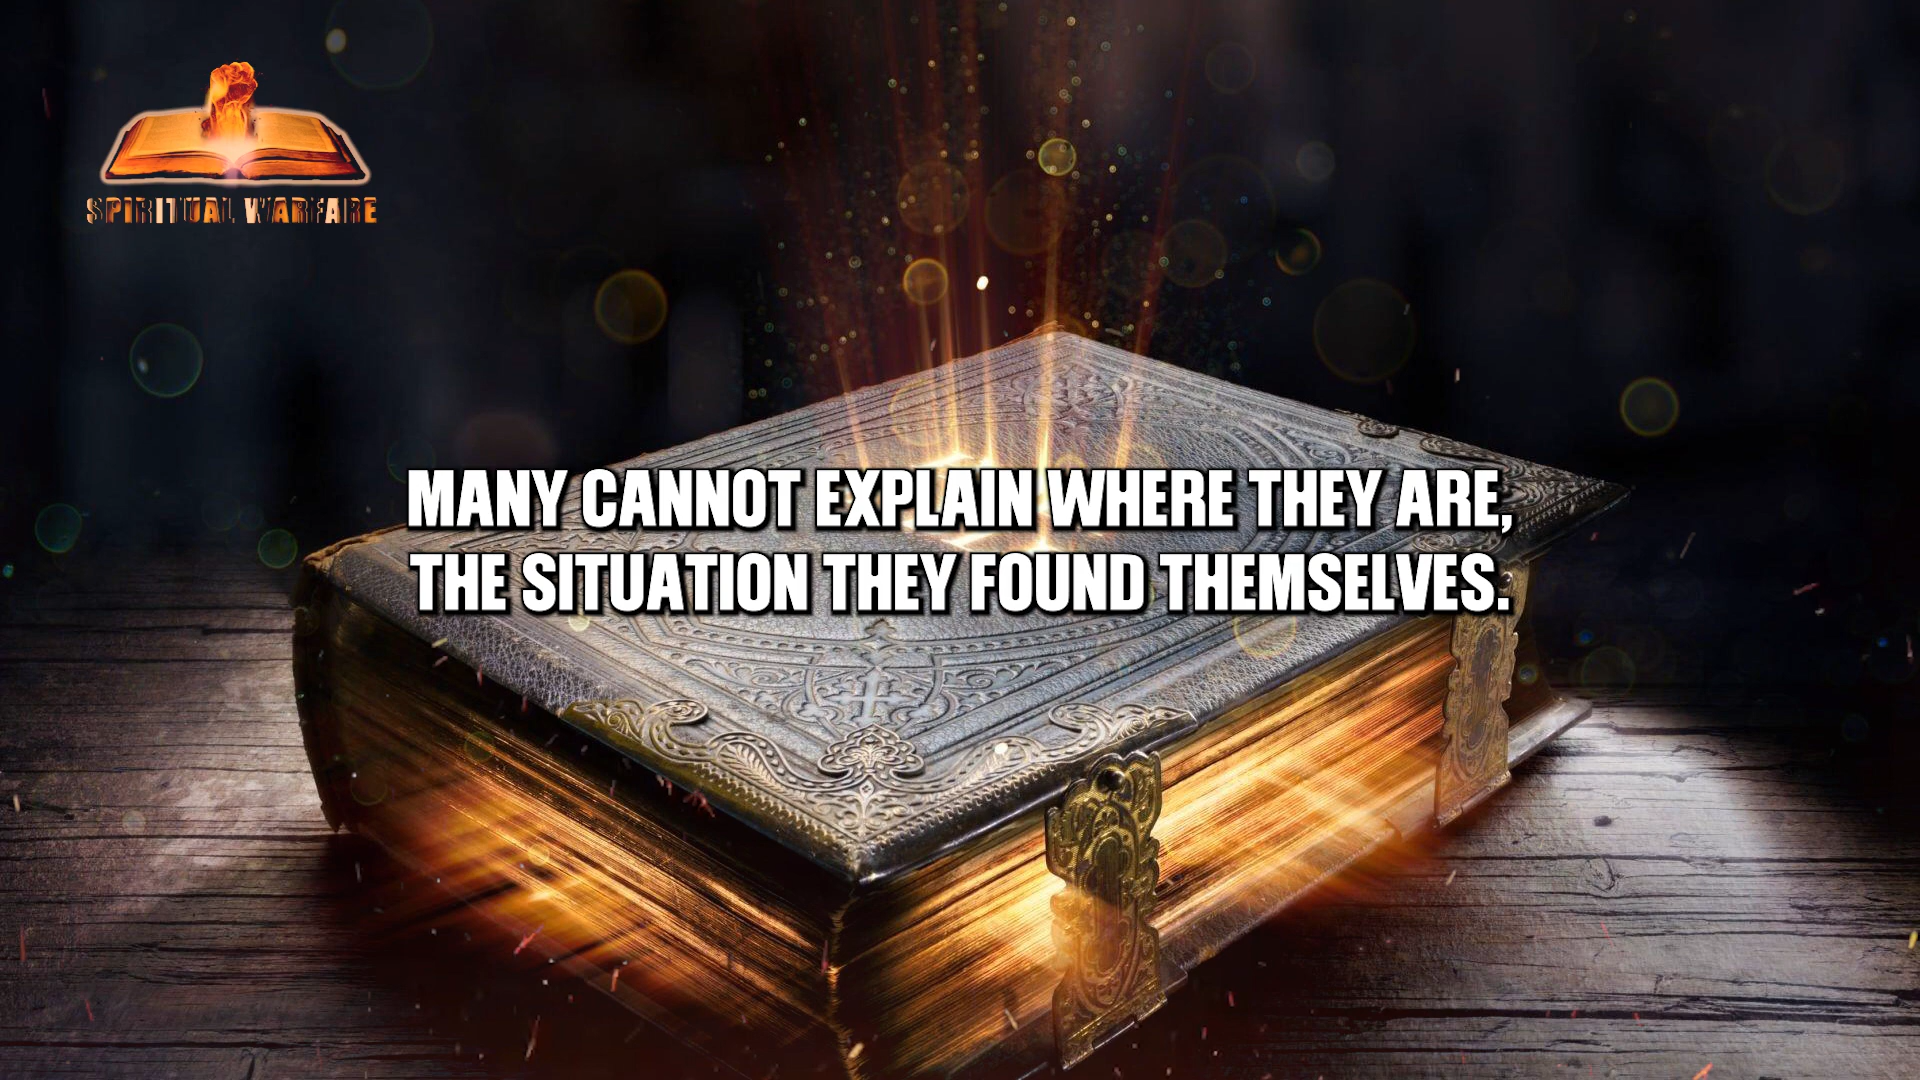 SPIRITUAL WARFARE
MANY CANNOT EXPLAIN WHERE THEY ARE,
THE SITUATION THEY FOUND THEMSELVES.